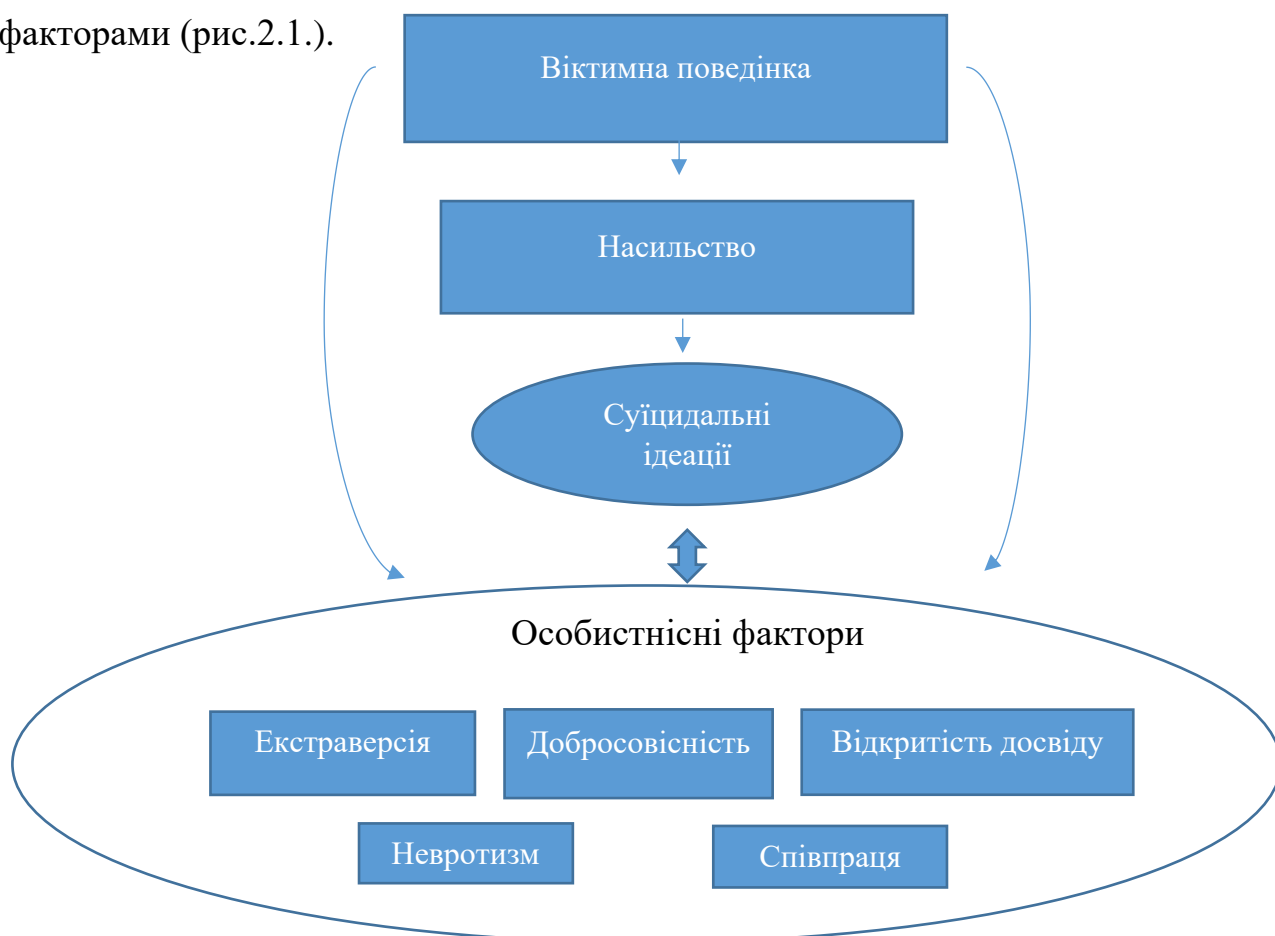 факторами (рис.2.1.).
Віктимна поведінка
Насильство
Суїцидальні
ідеації
Особистнісні фактори
Екстраверсія
Добросовісність
Відкритість досвіду
Невротизм
Співпраця